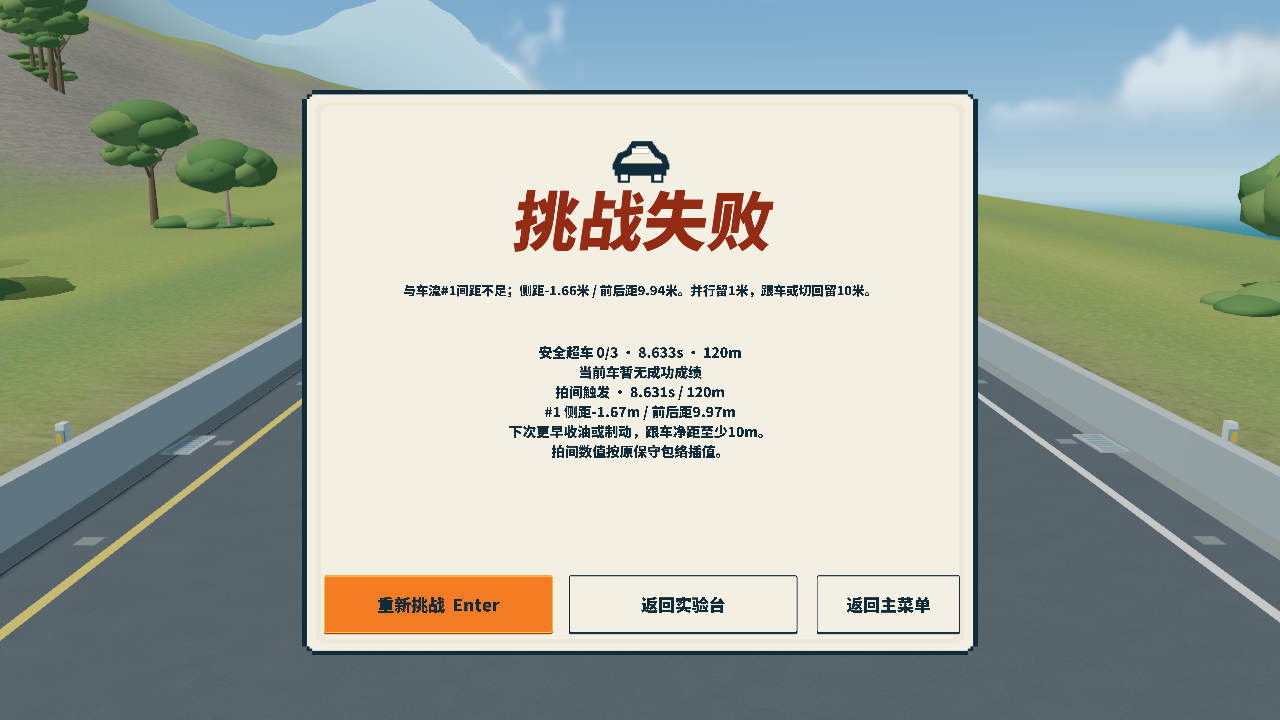 挑战失败
与车流#1间距不足；侧距-1.66米 / 前后距9.94米。并行留1米，跟车或切回留10米。
安全超车 0/3 · 8.633s · 120m
当前车暂无成功成绩
拍间触发 · 8.631s / 120m
#1 侧距-1.67m / 前后距9.97m
下次更早收油或制动，跟车净距至少10m。
拍间数值按原保守包络插值。
重新挑战 Enter
返回实验台
返回主菜单